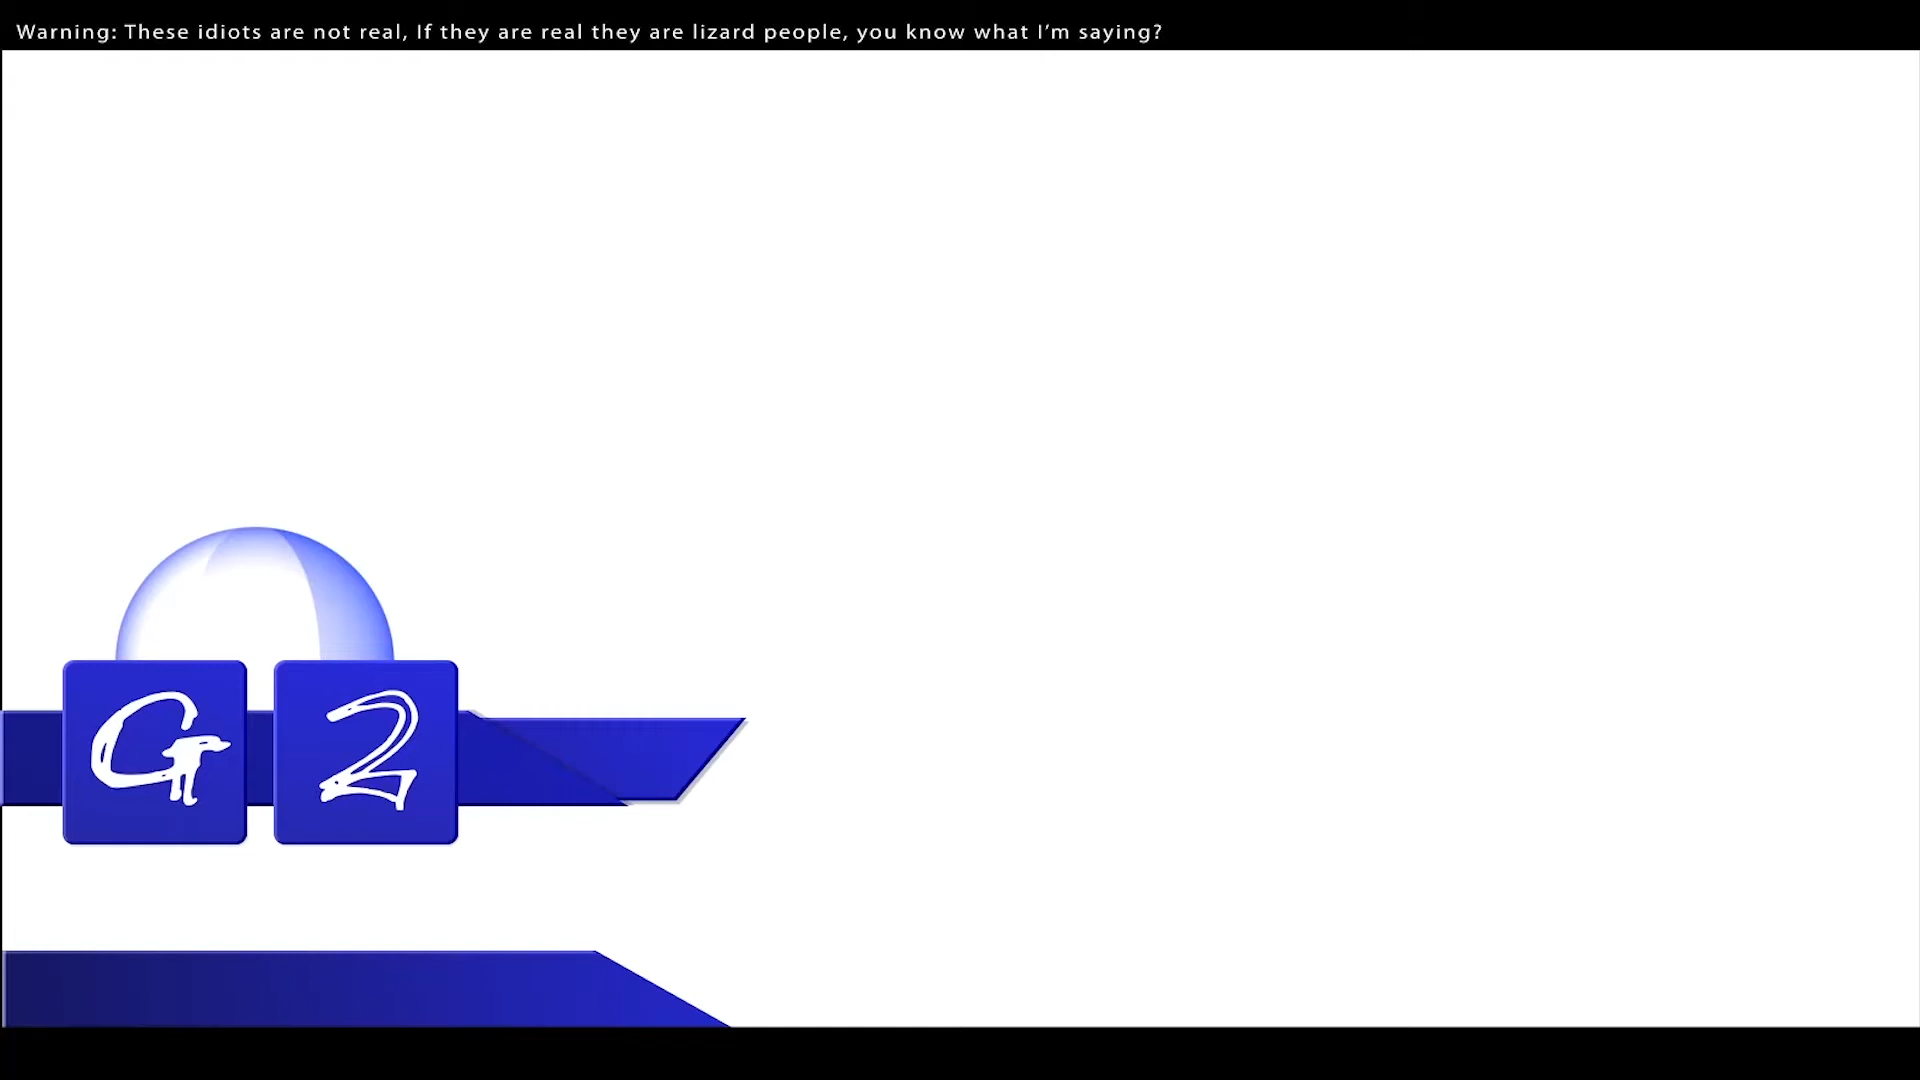 Warning: These idiots are not real, If they are real they are lizard people, you know what I’m saying?
G 2